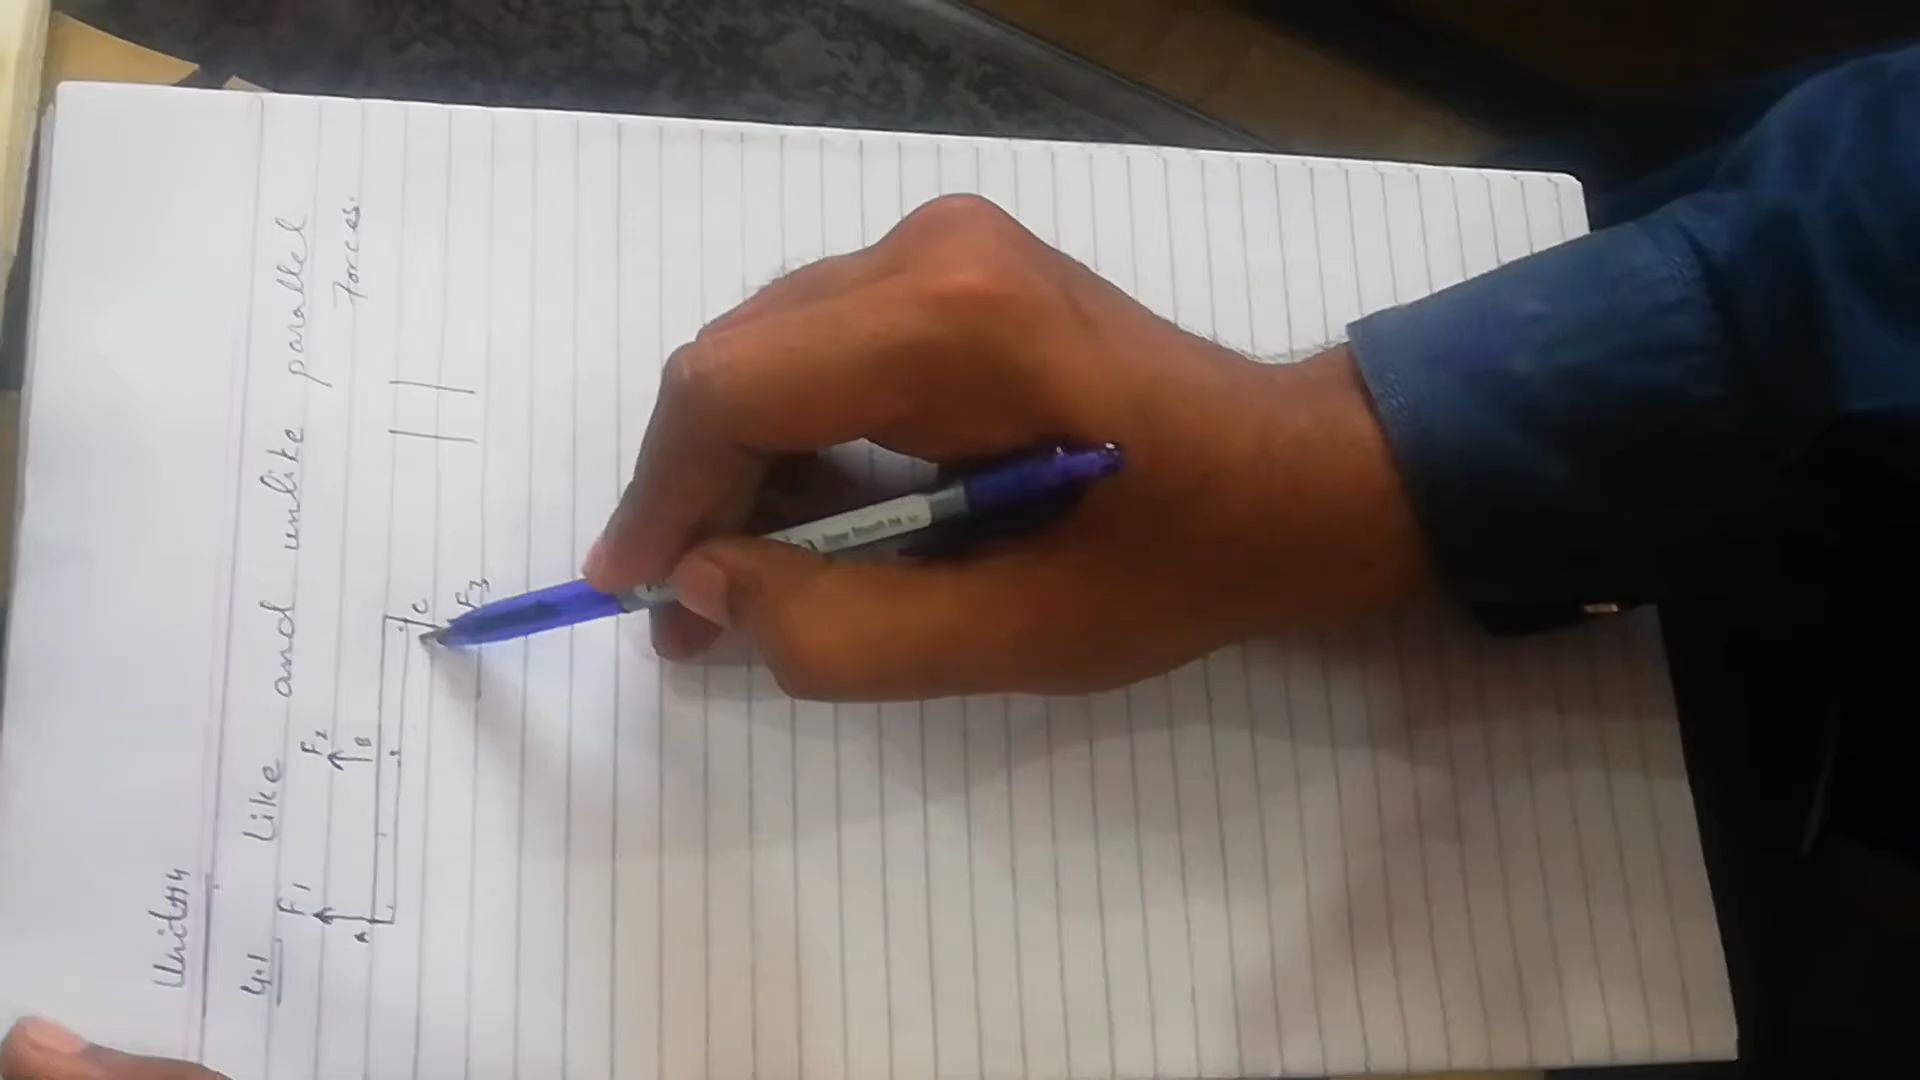 Unit#4
4.1 Like and unlike parallel
Forces.
F1 F2
A B C
F3